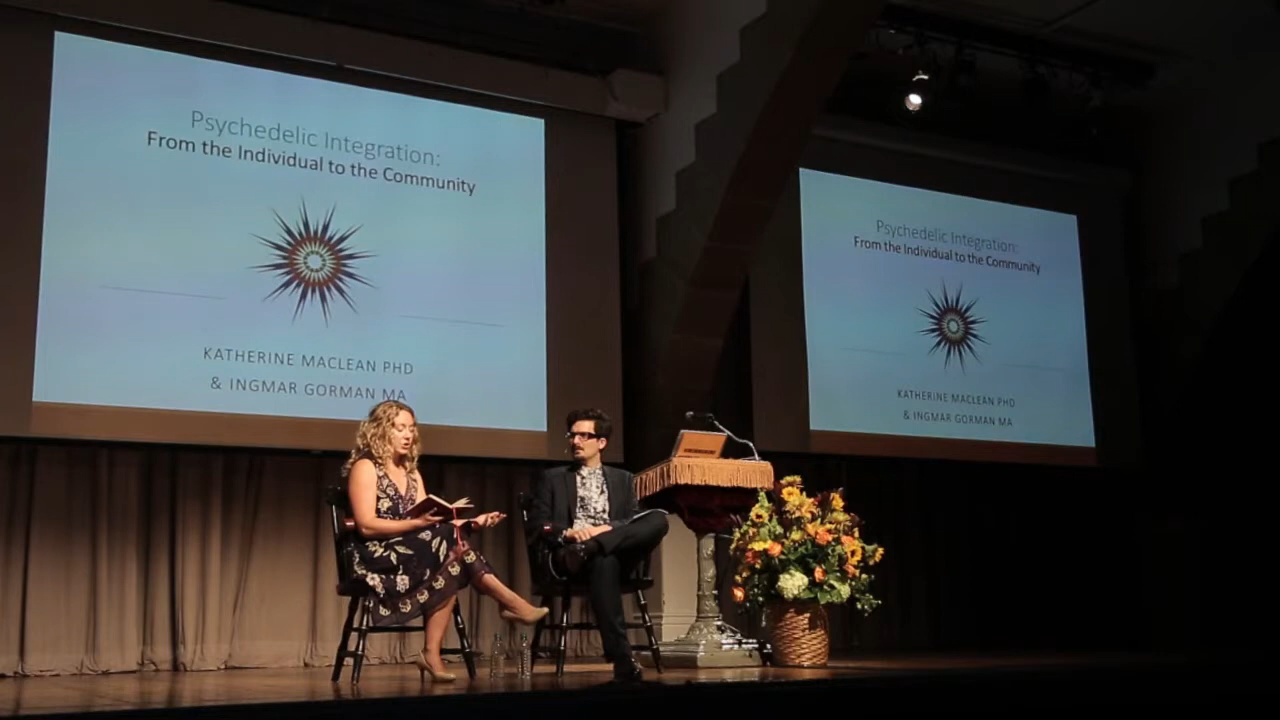 Psychedelic Integration:
From the Individual to the Community
KATHERINE MACLEAN PHD
& INGMAR GORMAN MA
Psychedelic Integration:
From the Individual to the Community
KATHERINE MACLEAN PHD
& INGMAR GORMAN MA